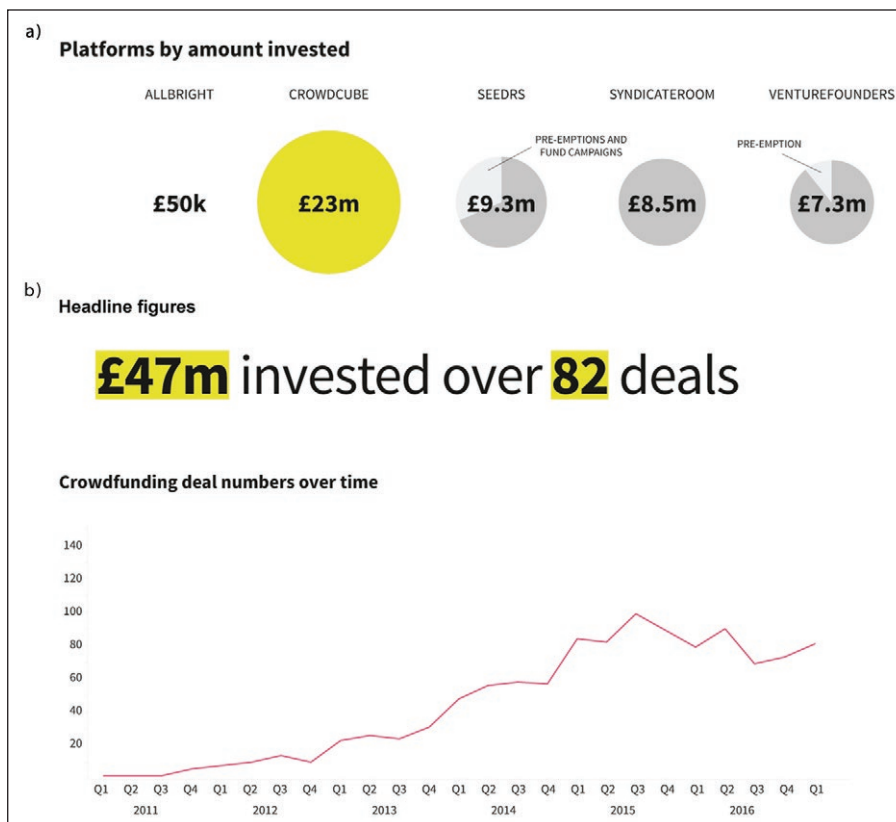 a)
Platforms by amount invested
ALLBRIGHT CROWDCUBE SEEDRS SYNDICATEROOM VENTUREFOUNDERS
PRE-EMPTIONS AND
FUND CAMPAIGNS
PRE-EMPTION
£50k £23m £9.3m £8.5m £7.3m
b)
Headline figures
£47m invested over 82 deals
Crowdfunding deal numbers over time
140
120
100
80
60
40
20
Q1 Q2 Q3 Q4 Q1 Q2 Q3 Q4 Q1 Q2 Q3 Q4 Q1 Q2 Q3 Q4 Q1 Q2 Q3 Q4 Q1 Q2 Q3 Q4 Q1
2011 2012 2013 2014 2015 2016